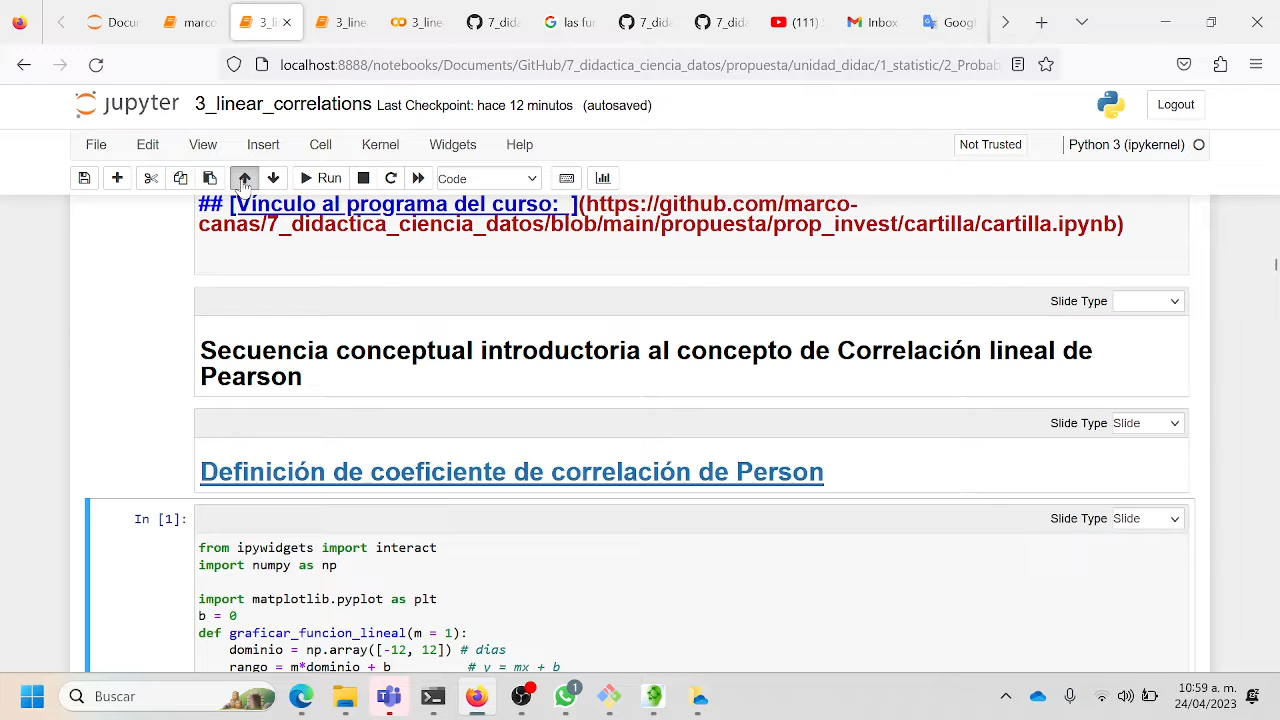 Docur
marco
3_li
3_line
3_line
7_dida
las fur
7_dida
7_dida
(111)
Inbox
Googl
localhost:8888/notebooks/Documents/GitHub/7_didactica_ciencia_datos/propuesta/unidad_didac/1_statistic/2_Probab
jupyter 3_linear_correlations Last Checkpoint: hace 12 minutos (autosaved)
Logout
File Edit View Insert Cell Kernel Widgets Help
Not Trusted
Python 3 (ipykernel)
Run
Code
## [Vínculo al programa del curso:  ](https://github.com/marco-
canas/7_didactica_ciencia_datos/blob/main/propuesta/prop_invest/cartilla/cartilla.ipynb)
Slide Type
Secuencia conceptual introductoria al concepto de Correlación lineal de
Pearson
Slide Type Slide
Definición de coeficiente de correlación de Person
In [1]:
Slide Type Slide
from ipywidgets import interact
import numpy as np
import matplotlib.pyplot as plt
b = 0
def graficar_funcion_lineal(m = 1):
dominio = np.array([-12, 12]) # dias
rango = m*dominio + b # y = mx + b
Buscar
1
10:59 a. m.
24/04/2023